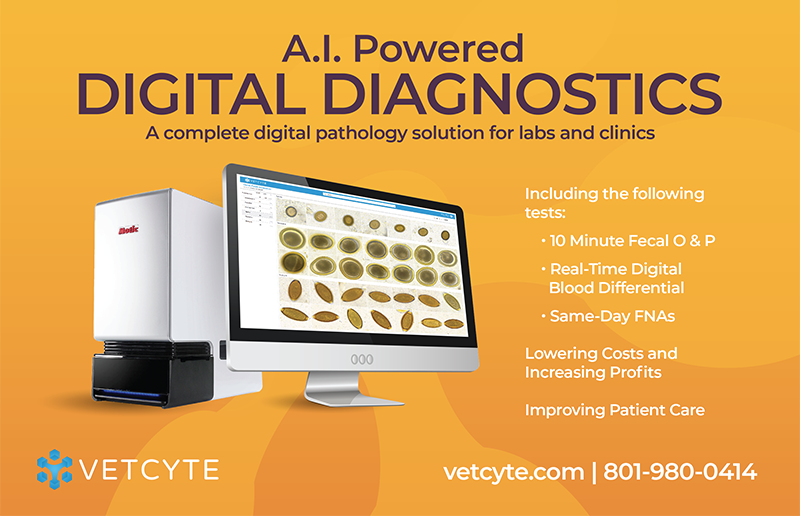 A.I. Powered
DIGITAL DIAGNOSTICS
A complete digital pathology solution for labs and clinics
Motic
VETCYTE
Including the following
tests:
• 10 Minute Fecal O & P
• Real-Time Digital
Blood Differential
• Same-Day FNAs
Lowering Costs and
Increasing Profits
Improving Patient Care
VETCYTE
vetcyte.com | 801-980-0414